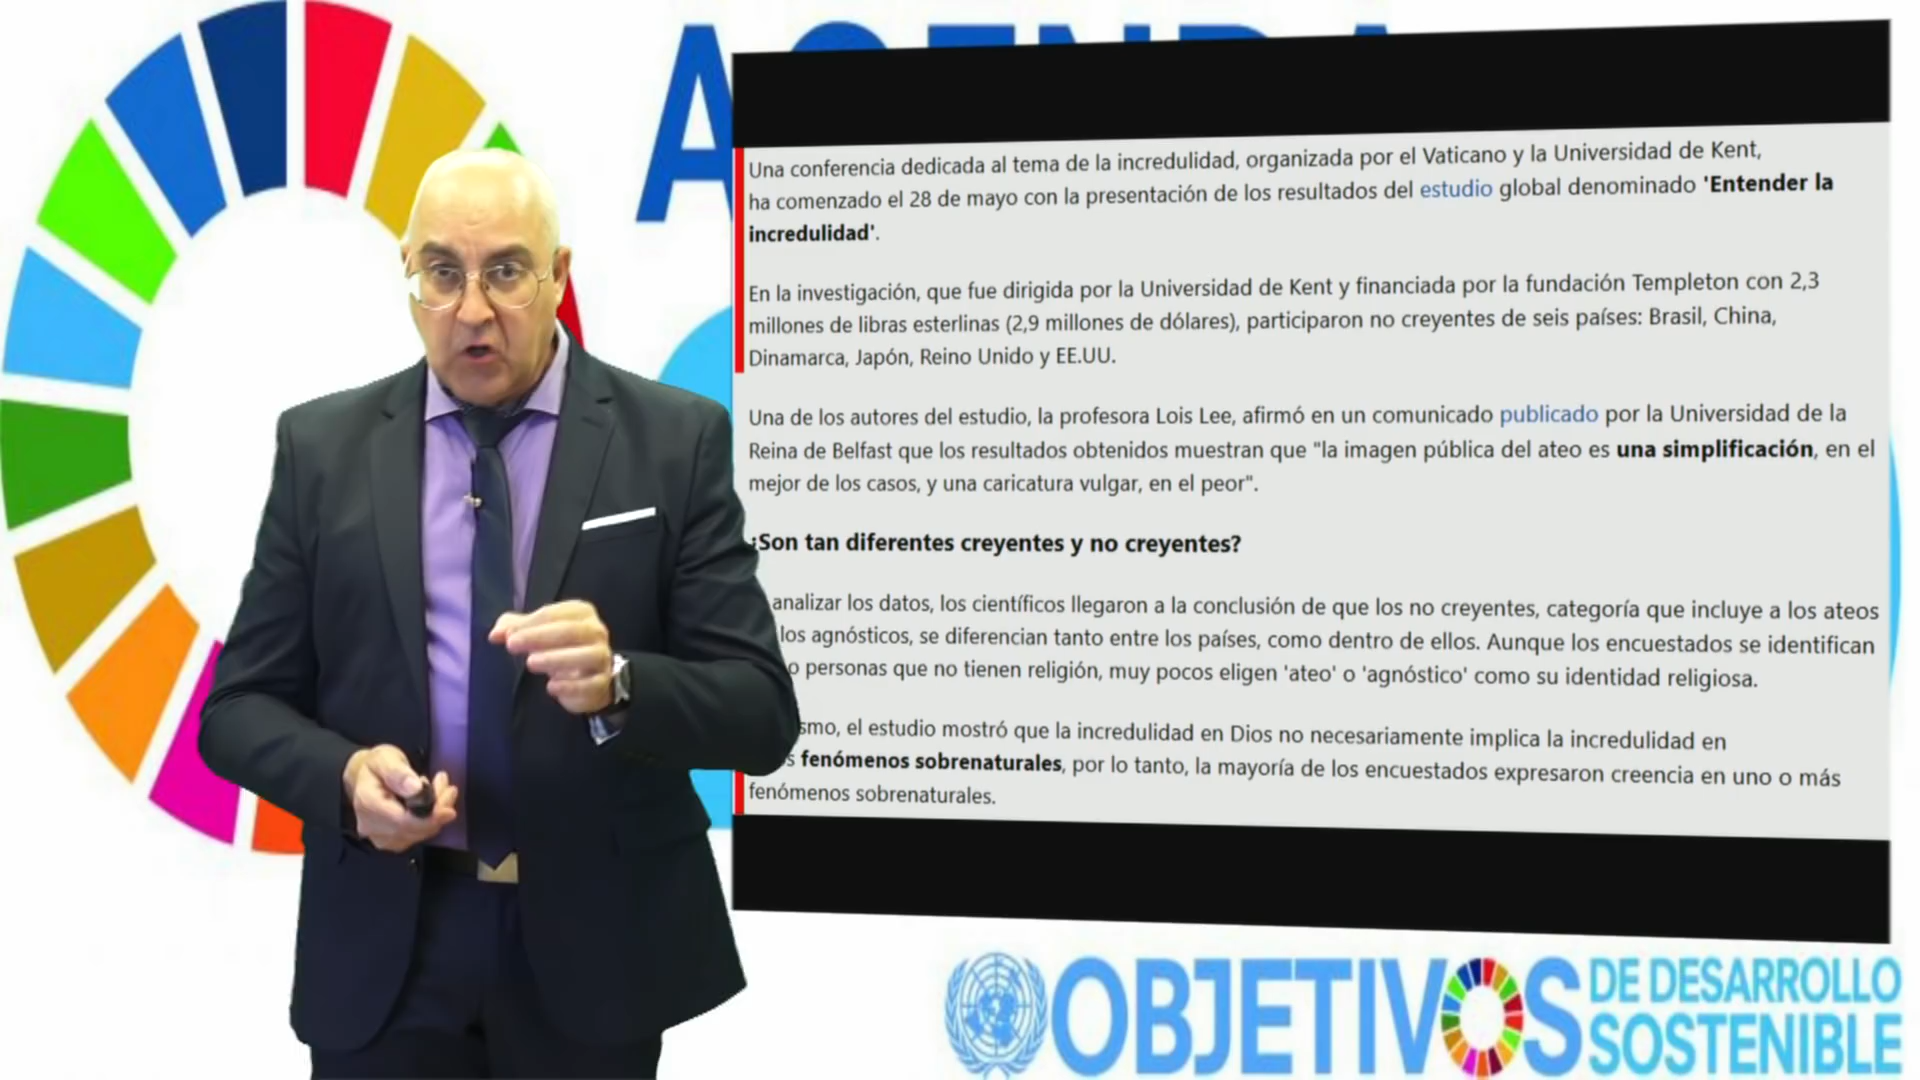 Una conferencia dedicada al tema de la incredulidad, organizada por el Vaticano y la Universidad de Kent,
ha comenzado el 28 de mayo con la presentación de los resultados del estudio global denominado 'Entender la
incredulidad'.
En la investigación, que fue dirigida por la Universidad de Kent y financiada por la fundación Templeton con 2,3
millones de libras esterlinas (2,9 millones de dólares), participaron no creyentes de seis países: Brasil, China,
Dinamarca, Japón, Reino Unido y EE.UU.
Una de los autores del estudio, la profesora Lois Lee, afirmó en un comunicado publicado por la Universidad de la
Reina de Belfast que los resultados obtenidos muestran que "la imagen pública del ateo es una simplificación, en el
mejor de los casos, y una caricatura vulgar, en el peor".
¿Son tan diferentes creyentes y no creyentes?
analizar los datos, los científicos llegaron a la conclusión de que los no creyentes, categoría que incluye a los ateos
los agnósticos, se diferencian tanto entre los países, como dentro de ellos. Aunque los encuestados se identifican
personas que no tienen religión, muy pocos eligen 'ateo' o 'agnóstico' como su identidad religiosa.
el estudio mostró que la incredulidad en Dios no necesariamente implica la incredulidad en
fenómenos sobrenaturales, por lo tanto, la mayoría de los encuestados expresaron creencia en uno o más
fenómenos sobrenaturales.
OBJETIVOS
DE DESARROLLO
SOSTENIBLE